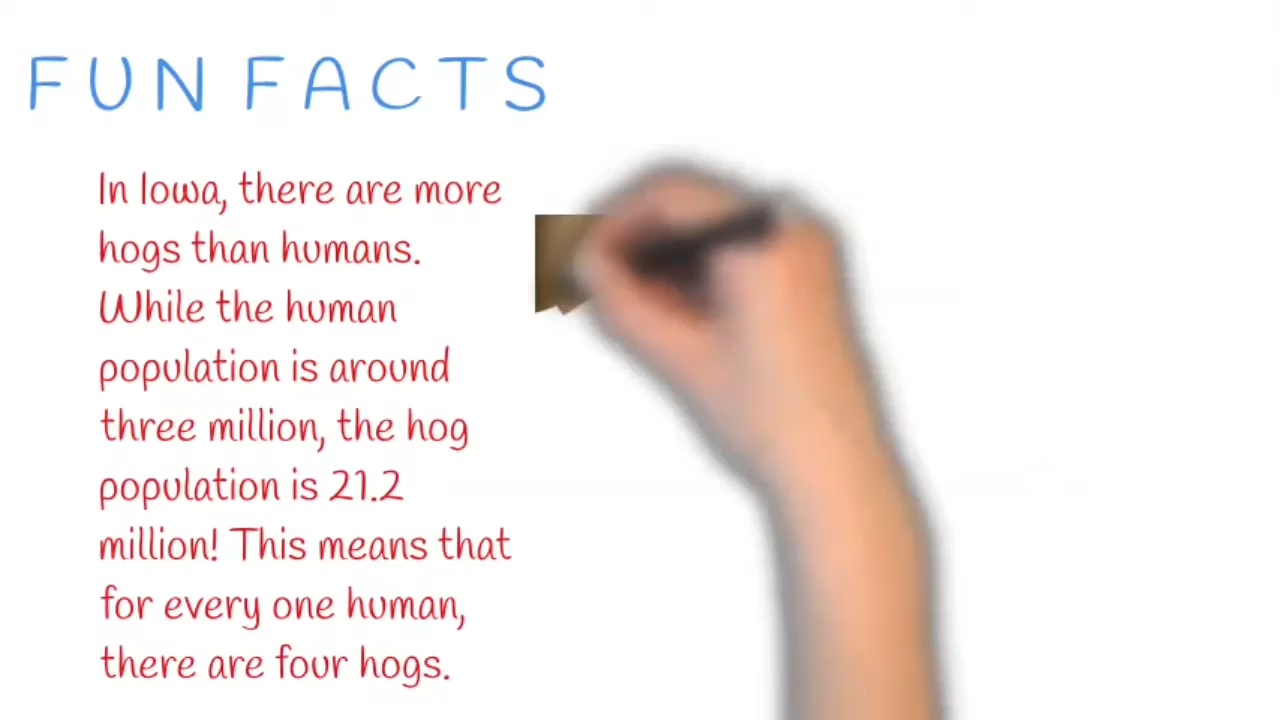 FUN FACTS
In Iowa, there are more
hogs than humans.
While the human
population is around
three million, the hog
population is 21.2
million! This means that
for every one human,
there are four hogs.